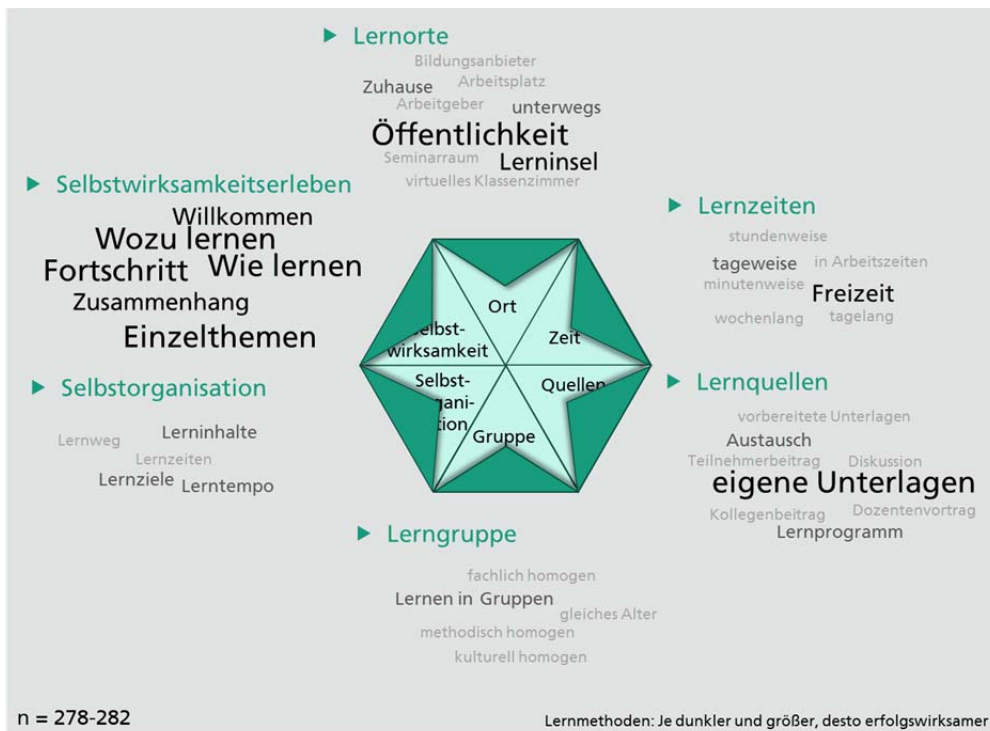 ▶ Lernorte
Bildungsanbieter
Zuhause Arbeitsplatz
Arbeitgeber unterwegs
Öffentlichkeit
Seminarraum Lerninsel
virtuelles Klassenzimmer
▶ Selbstwirksamkeitserleben
Willkommen
Wozu lernen
Fortschritt Wie lernen
Zusammenhang
Einzelthemen
▶ Lernzeiten
stundenweise
tageweise in Arbeitszeiten
minutenweise Freizeit
wochenlang tagelang
Ort
Zeit
Quellen
Gruppe
Selbst-
gani-
tion
elbst-
wirksamkeit
▶ Selbstorganisation
Lernweg Lerninhalte
Lernzeiten
Lernziele Lerntempo
▶ Lernquellen
vorbereitete Unterlagen
Austausch
Teilnehmerbeitrag Diskussion
eigene Unterlagen
Kollegenbeitrag Dozentenvortrag
Lernprogramm
▶ Lerngruppe
fachlich homogen
Lernen in Gruppen
gleiches Alter
methodisch homogen
kulturell homogen
n = 278-282
Lernmethoden: Je dunkler und größer, desto erfolgswirksamer